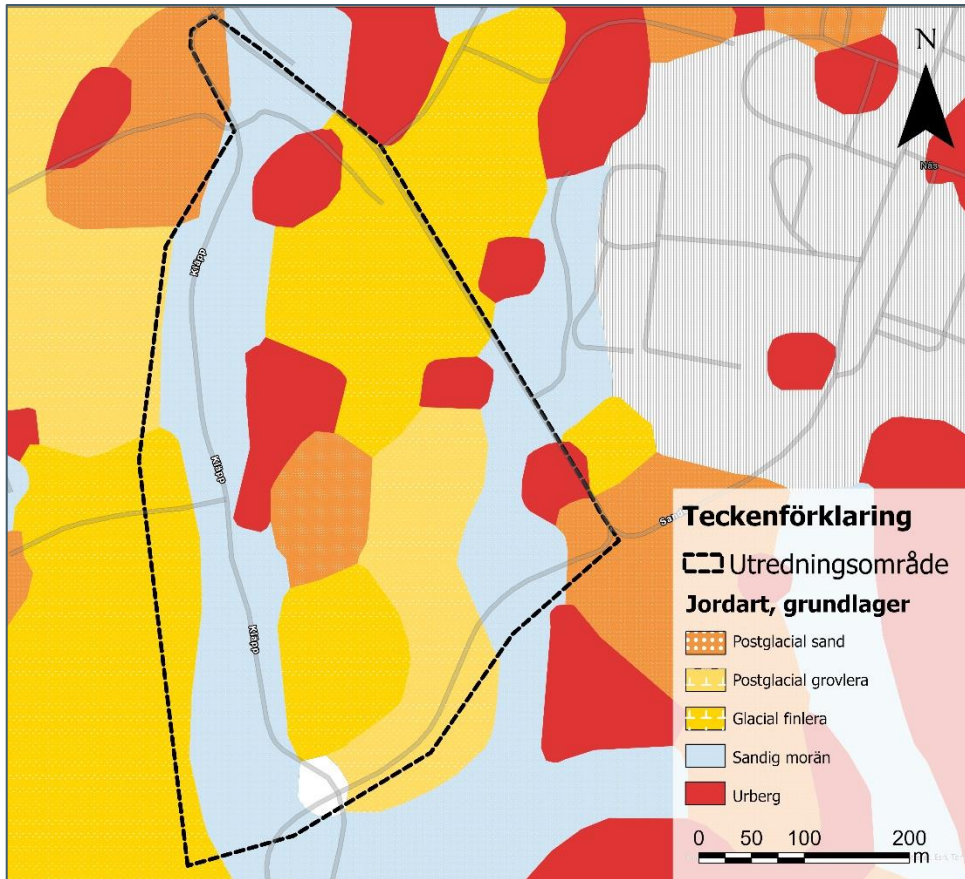 N
Näs
Kläpp
Kläpp
Sand
Kläpp
Teckenförklaring
Utredningsområde
Jordart, grundlager
Postglacial sand
Postglacial grovlera
Glacial finlera
Sandig morän
Urberg
0 50 100 200
m